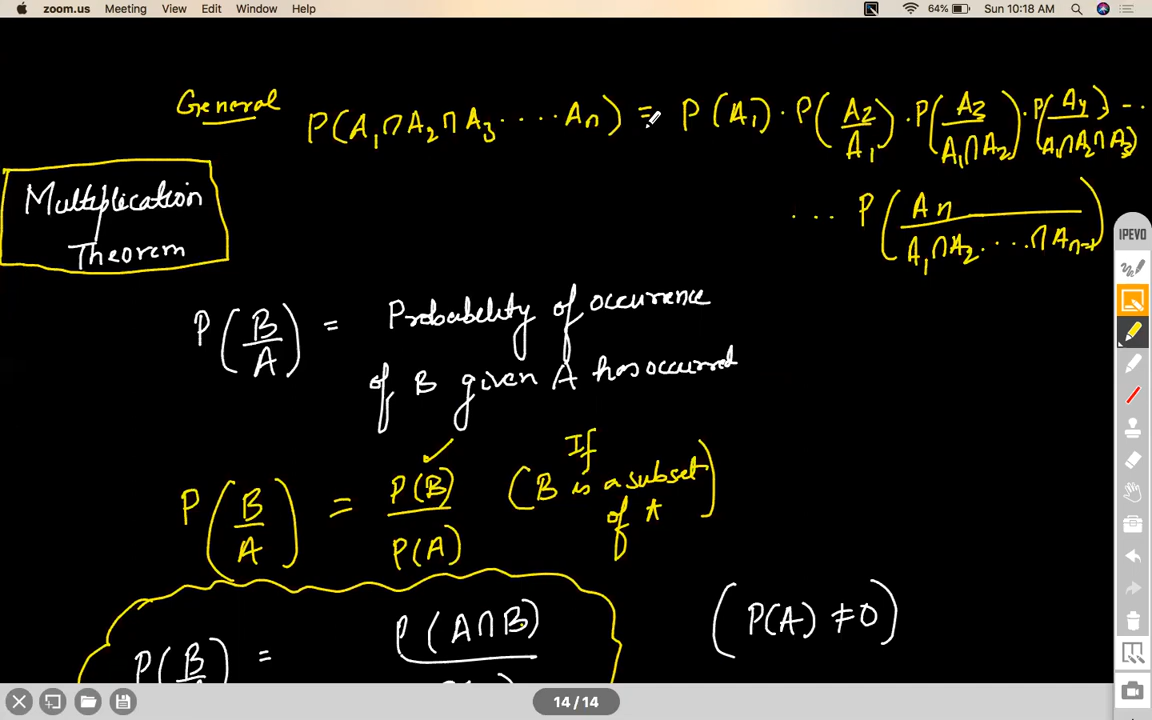 zoom.us Meeting View Edit Window Help 64% Sun 10:18 AM
General P(A₁∩A₂∩A₃ ..... Aₙ) = P(A₁) · P(A₂/A₁) · P(A₃/A₁∩A₂) · P(A₄/A₁∩A₂∩A₃) ...
... P(Aₙ/A₁∩A₂.....∩Aₙ₋₁)
Multiplication
Theorem
P(B/A) = Probability of occurrence
of B given A has occurred
P(B/A) = P(B)/P(A) (If B is a subset
of A)
P(B/A) = P(A∩B) (P(A) ≠ 0)
14/14
IPEVO